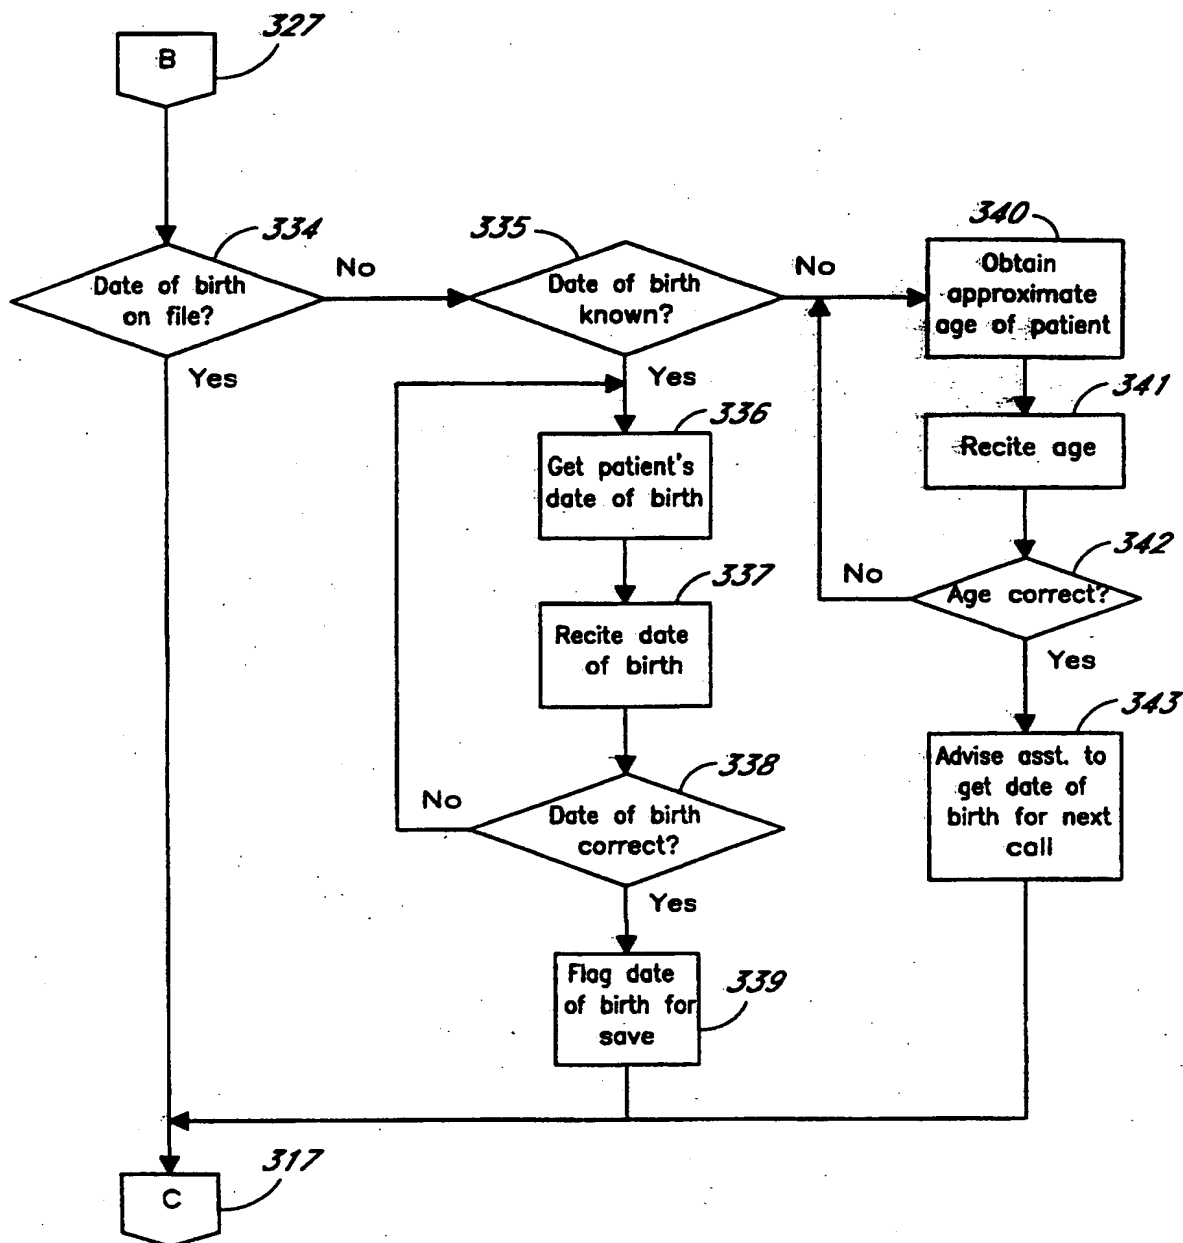 B
327
334
Date of birth
on file?
No
Yes
335
Date of birth
known?
No
Yes
340
Obtain
approximate
age of patient
341
Recite age
342
Age correct?
No
Yes
343
Advise asst. to
get date of
birth for next
call
336
Get patient's
date of birth
337
Recite date
of birth
338
Date of birth
correct?
No
Yes
339
Flag date
of birth for
save
317
C